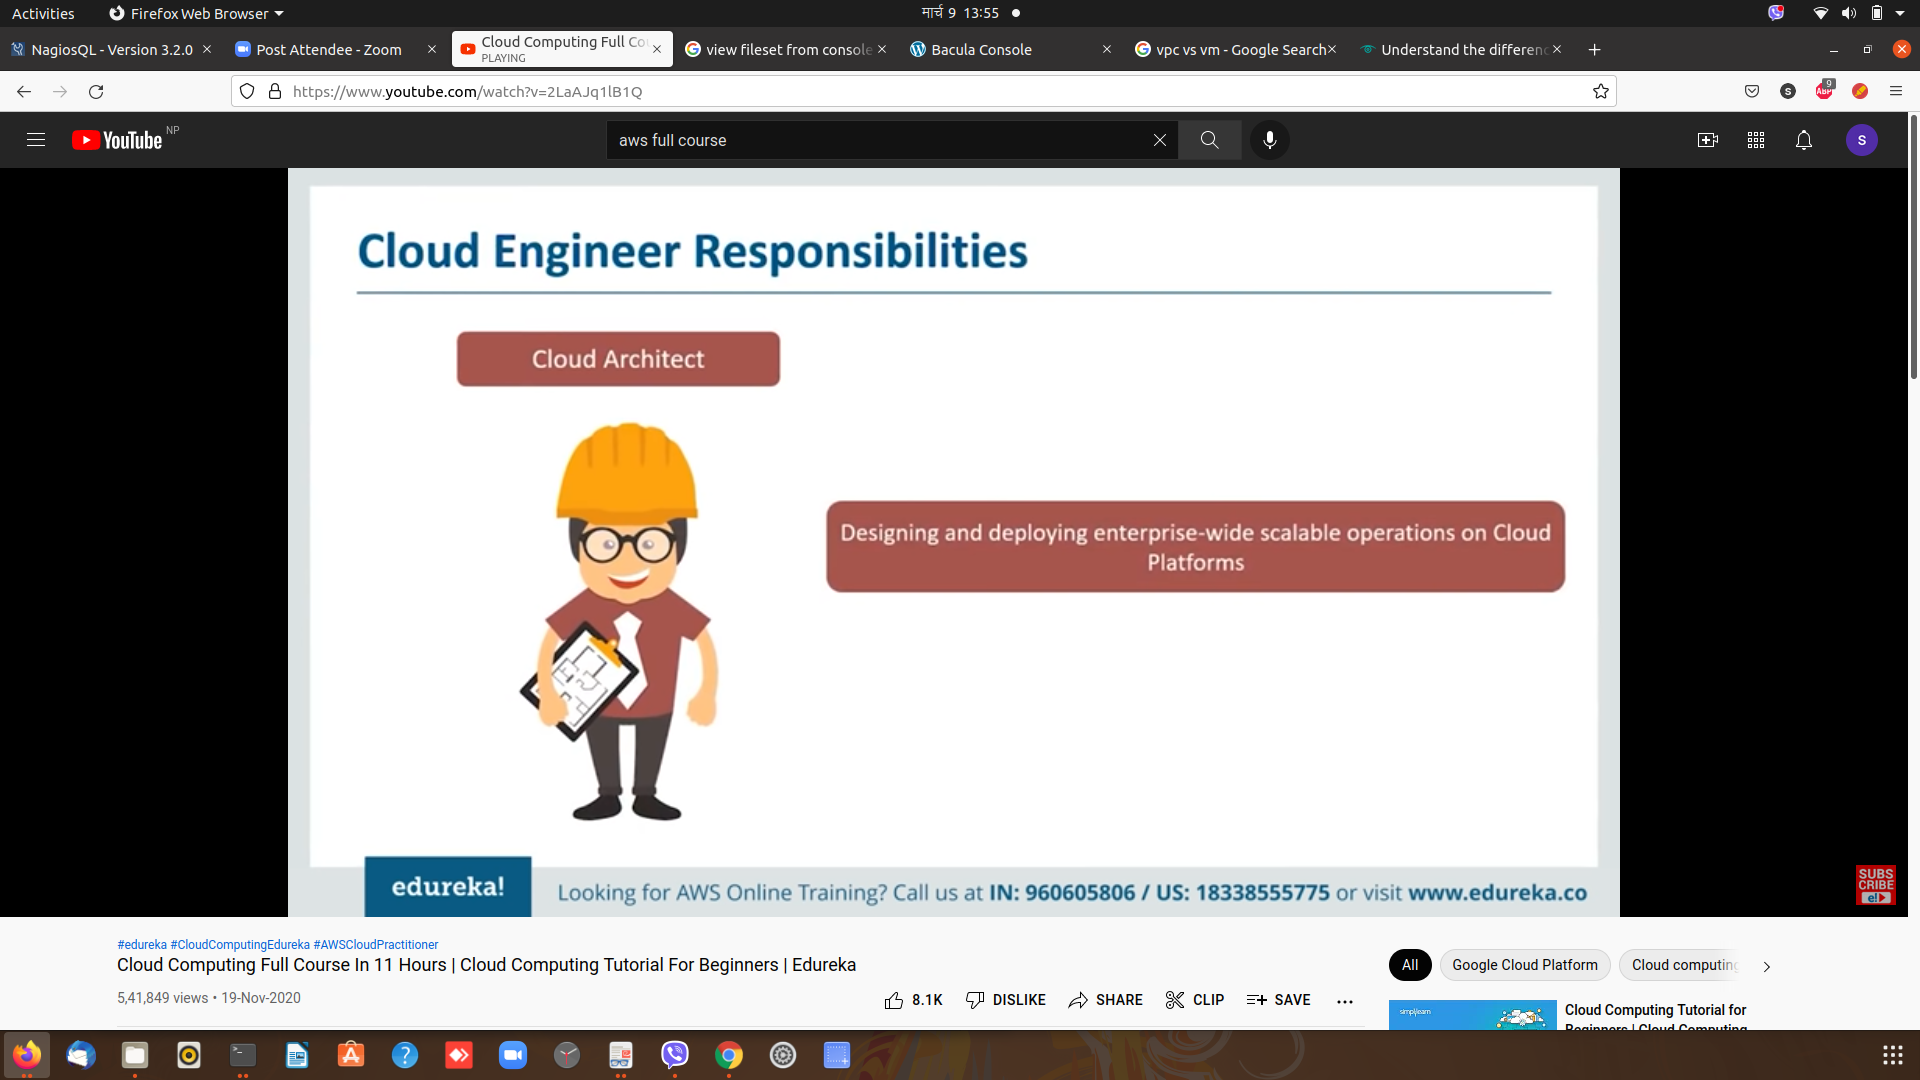 Activities
Firefox Web Browser
मार्च 9 13:55
NagiosQL - Version 3.2.0
Post Attendee - Zoom
Cloud Computing Full Co
PLAYING
view fileset from console
Bacula Console
vpc vs vm - Google Search
Understand the differenc
https://www.youtube.com/watch?v=2LaAJq1lB1Q
S
ABP
9
YouTube NP
aws full course
S
Cloud Engineer Responsibilities
Cloud Architect
Designing and deploying enterprise-wide scalable operations on Cloud
Platforms
edureka!
Looking for AWS Online Training? Call us at IN: 960605806 / US: 18338555775 or visit www.edureka.co
SUBS
CRIBE
e!
#edureka #CloudComputingEdureka #AWSCloudPractitioner
Cloud Computing Full Course In 11 Hours | Cloud Computing Tutorial For Beginners | Edureka
5,41,849 views • 19-Nov-2020
8.1K
DISLIKE
SHARE
CLIP
SAVE
All
Google Cloud Platform
Cloud computing
simplilearn
Cloud Computing Tutorial for
Beginners | Cloud Computing